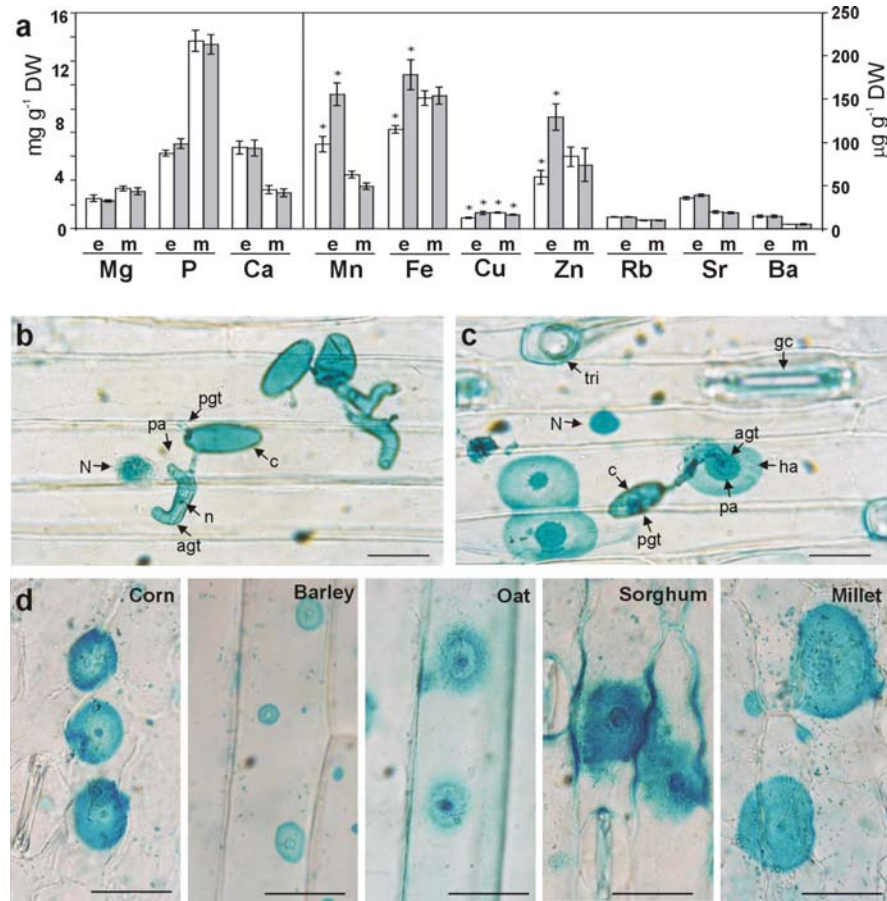 a
16 250
12 200
mg g-1 DW 8 150 µg g-1 DW
100
4 50
0 0
e m e m e m e m e m e m e m e m e m e m
Mg P Ca Mn Fe Cu Zn Rb Sr Ba
* * * * * * * * * *
b
pgt
pa
N
c
n
agt
c
gc
tri
N
agt
c
ha
pa
pgt
d
Corn Barley Oat Sorghum Millet